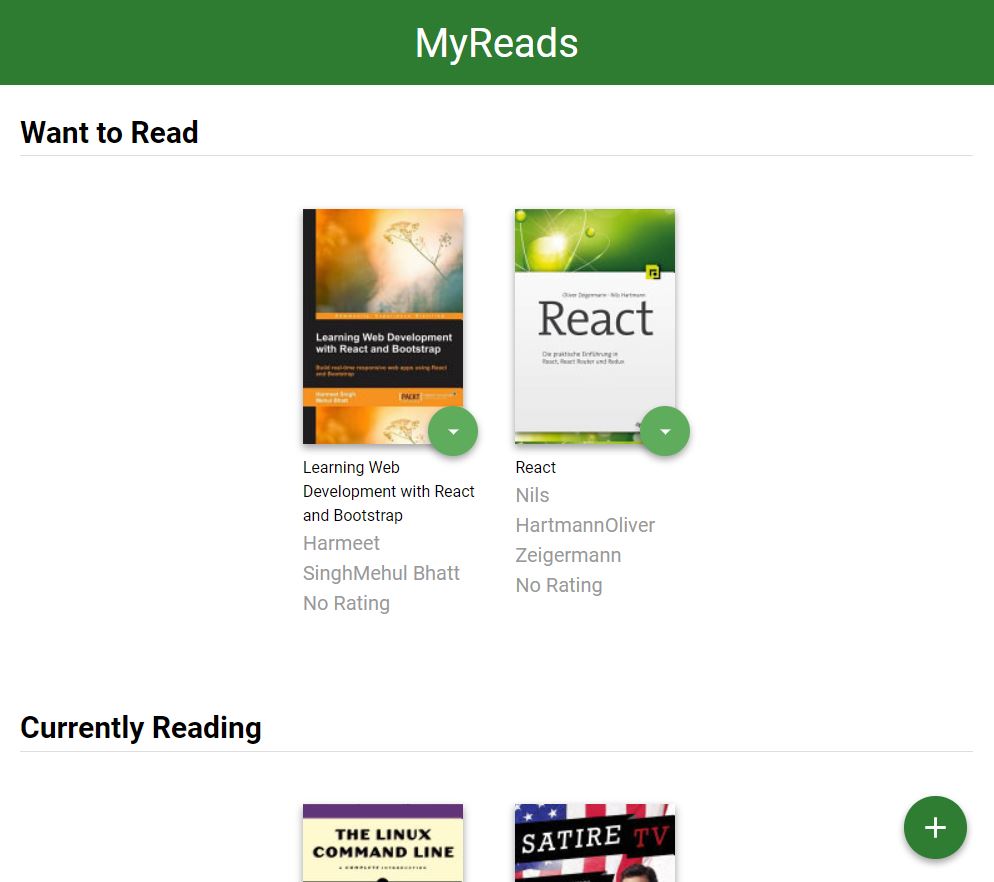 MyReads
Want to Read
Community Experience Distilled
Learning Web Development
with React and Bootstrap
Build real-time responsive web apps using React
and Bootstrap
Harmeet Singh
Mehul Bhatt
PACKT
Oliver Zeigermann · Nils Hartmann
React
Die praktische Einführung in
React, React Router und Redux
Learning Web
Development with React
and Bootstrap
Harmeet
SinghMehul Bhatt
No Rating
React
Nils
HartmannOliver
Zeigermann
No Rating
Currently Reading
THE LINUX
COMMAND LINE
A COMPLETE INTRODUCTION
SATIRE TV
+